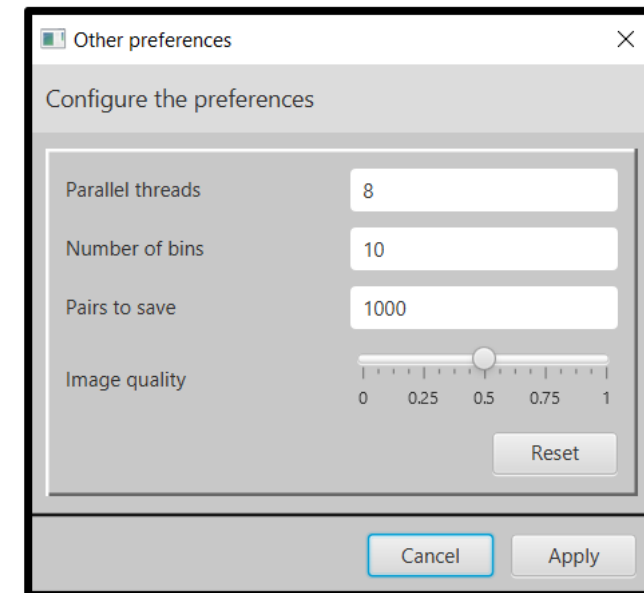 Other preferences
Configure the preferences
Parallel threads 8
Number of bins 10
Pairs to save 1000
Image quality
0 0.25 0.5 0.75 1
Reset
Cancel Apply